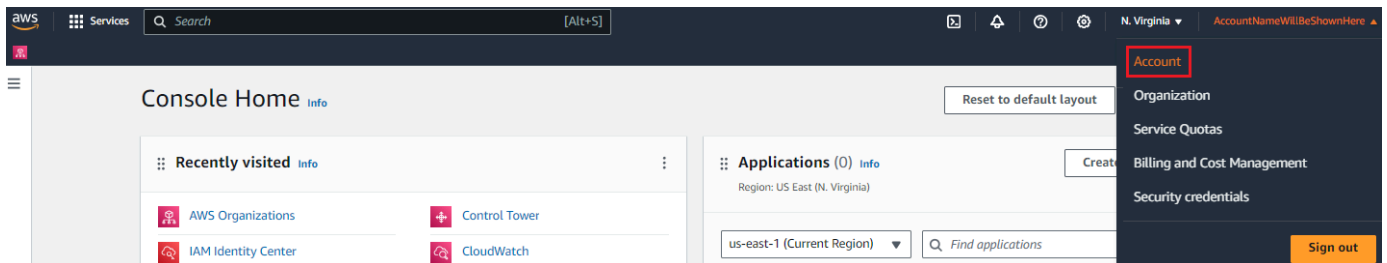 aws Services Search [Alt+S] N. Virginia ▼ AccountNameWillBeShownHere ▲
Account
Organization
Service Quotas
Billing and Cost Management
Security credentials
Sign out
Console Home Info
Reset to default layout
Recently visited Info
AWS Organizations
Control Tower
IAM Identity Center
CloudWatch
Applications (0) Info
Create
Region: US East (N. Virginia)
us-east-1 (Current Region) ▼
Find applications